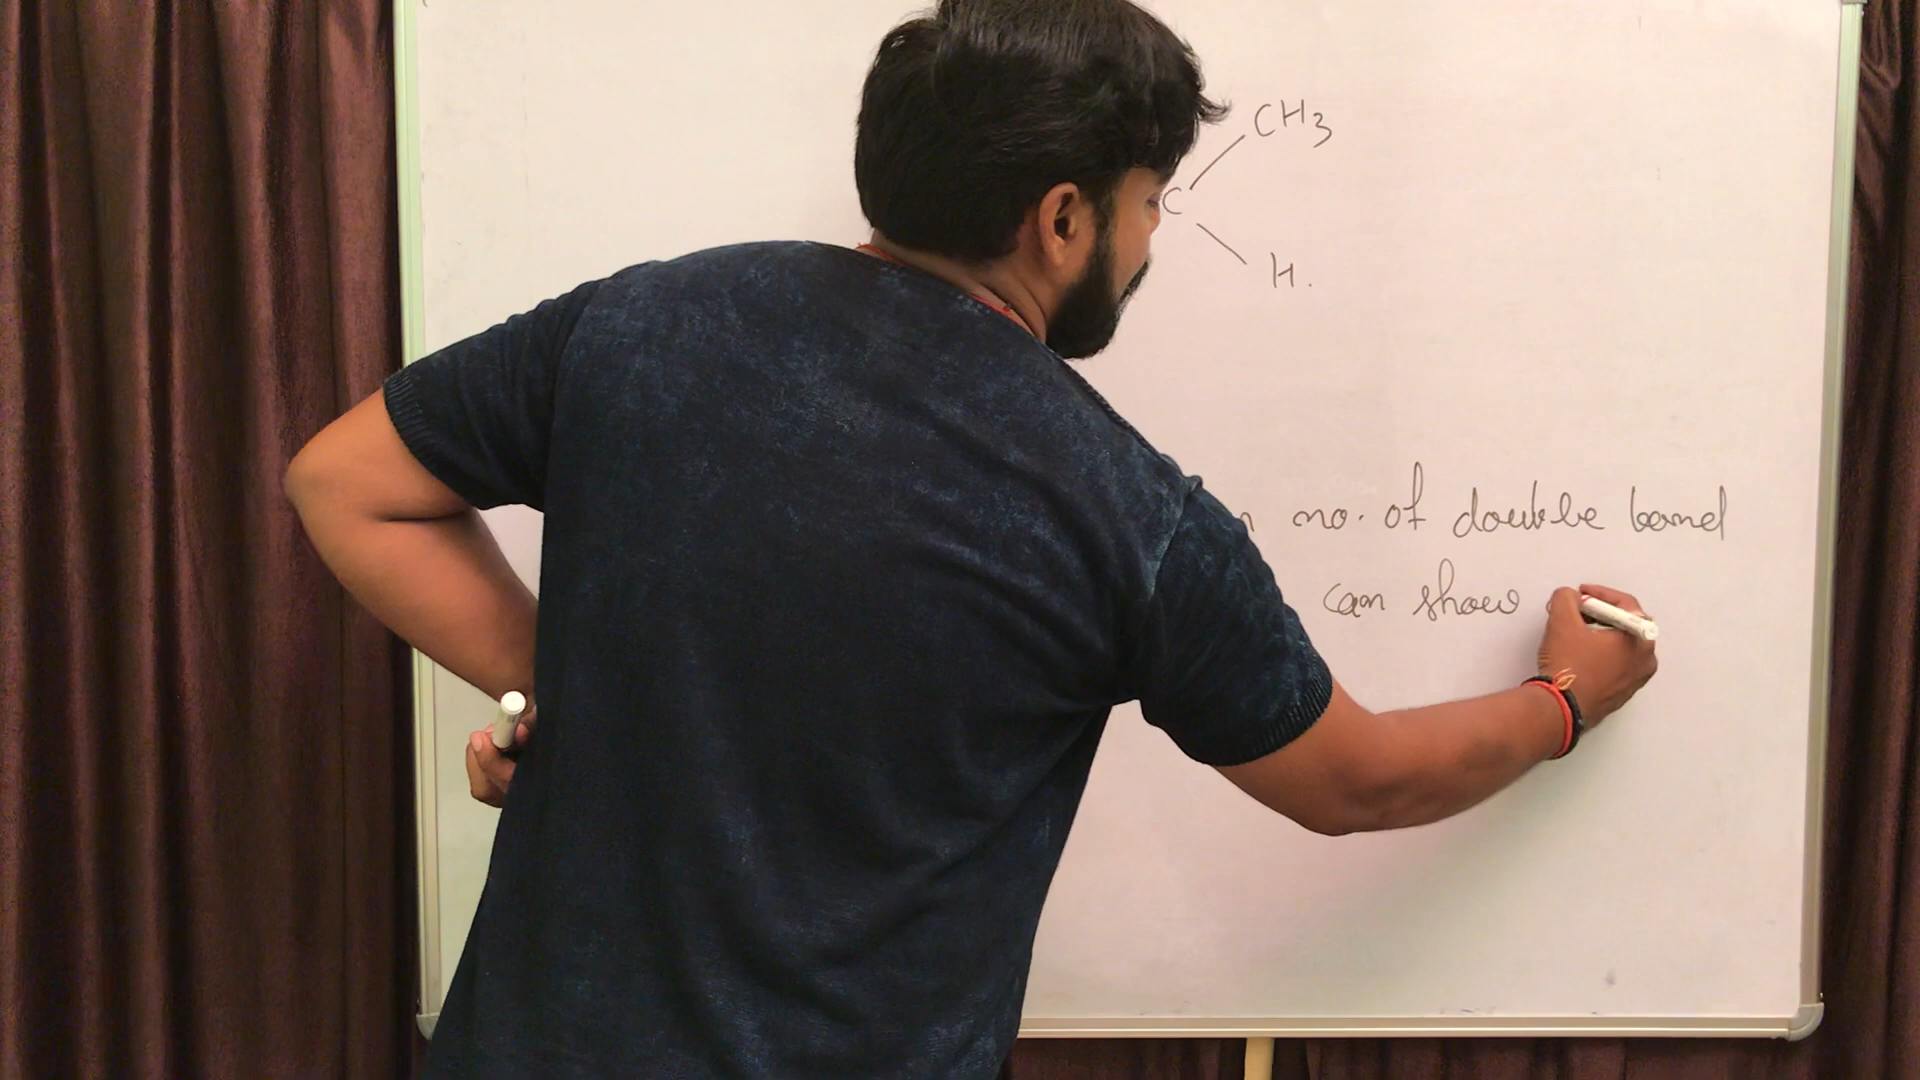 CH3
C
H.
n no. of double bond
can show